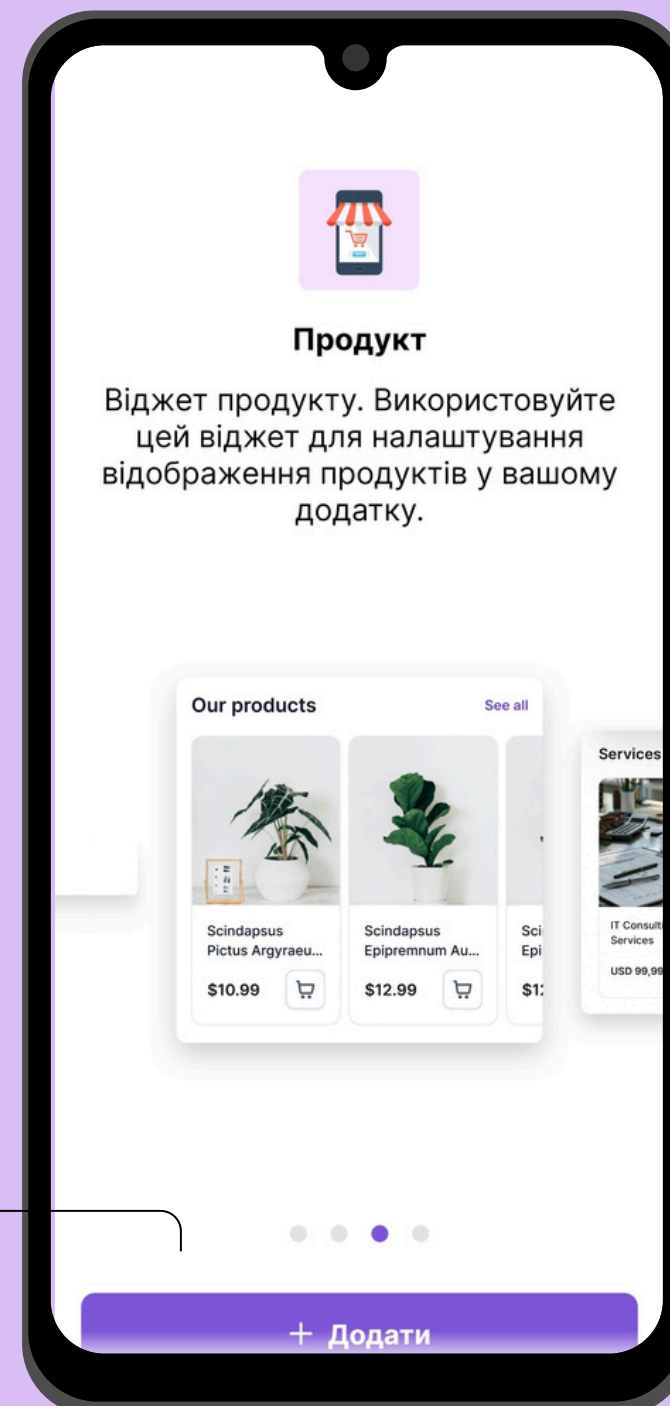 Продукт
Віджет продукту. Використовуйте
цей віджет для налаштування
відображення продуктів у вашому
додатку.
Our products
See all
Scindapsus
Pictus Argyraeu...
$10.99
Scindapsus
Epipremnum Au...
$12.99
Services
IT Consult
Services
USD 99,99
+ Додати